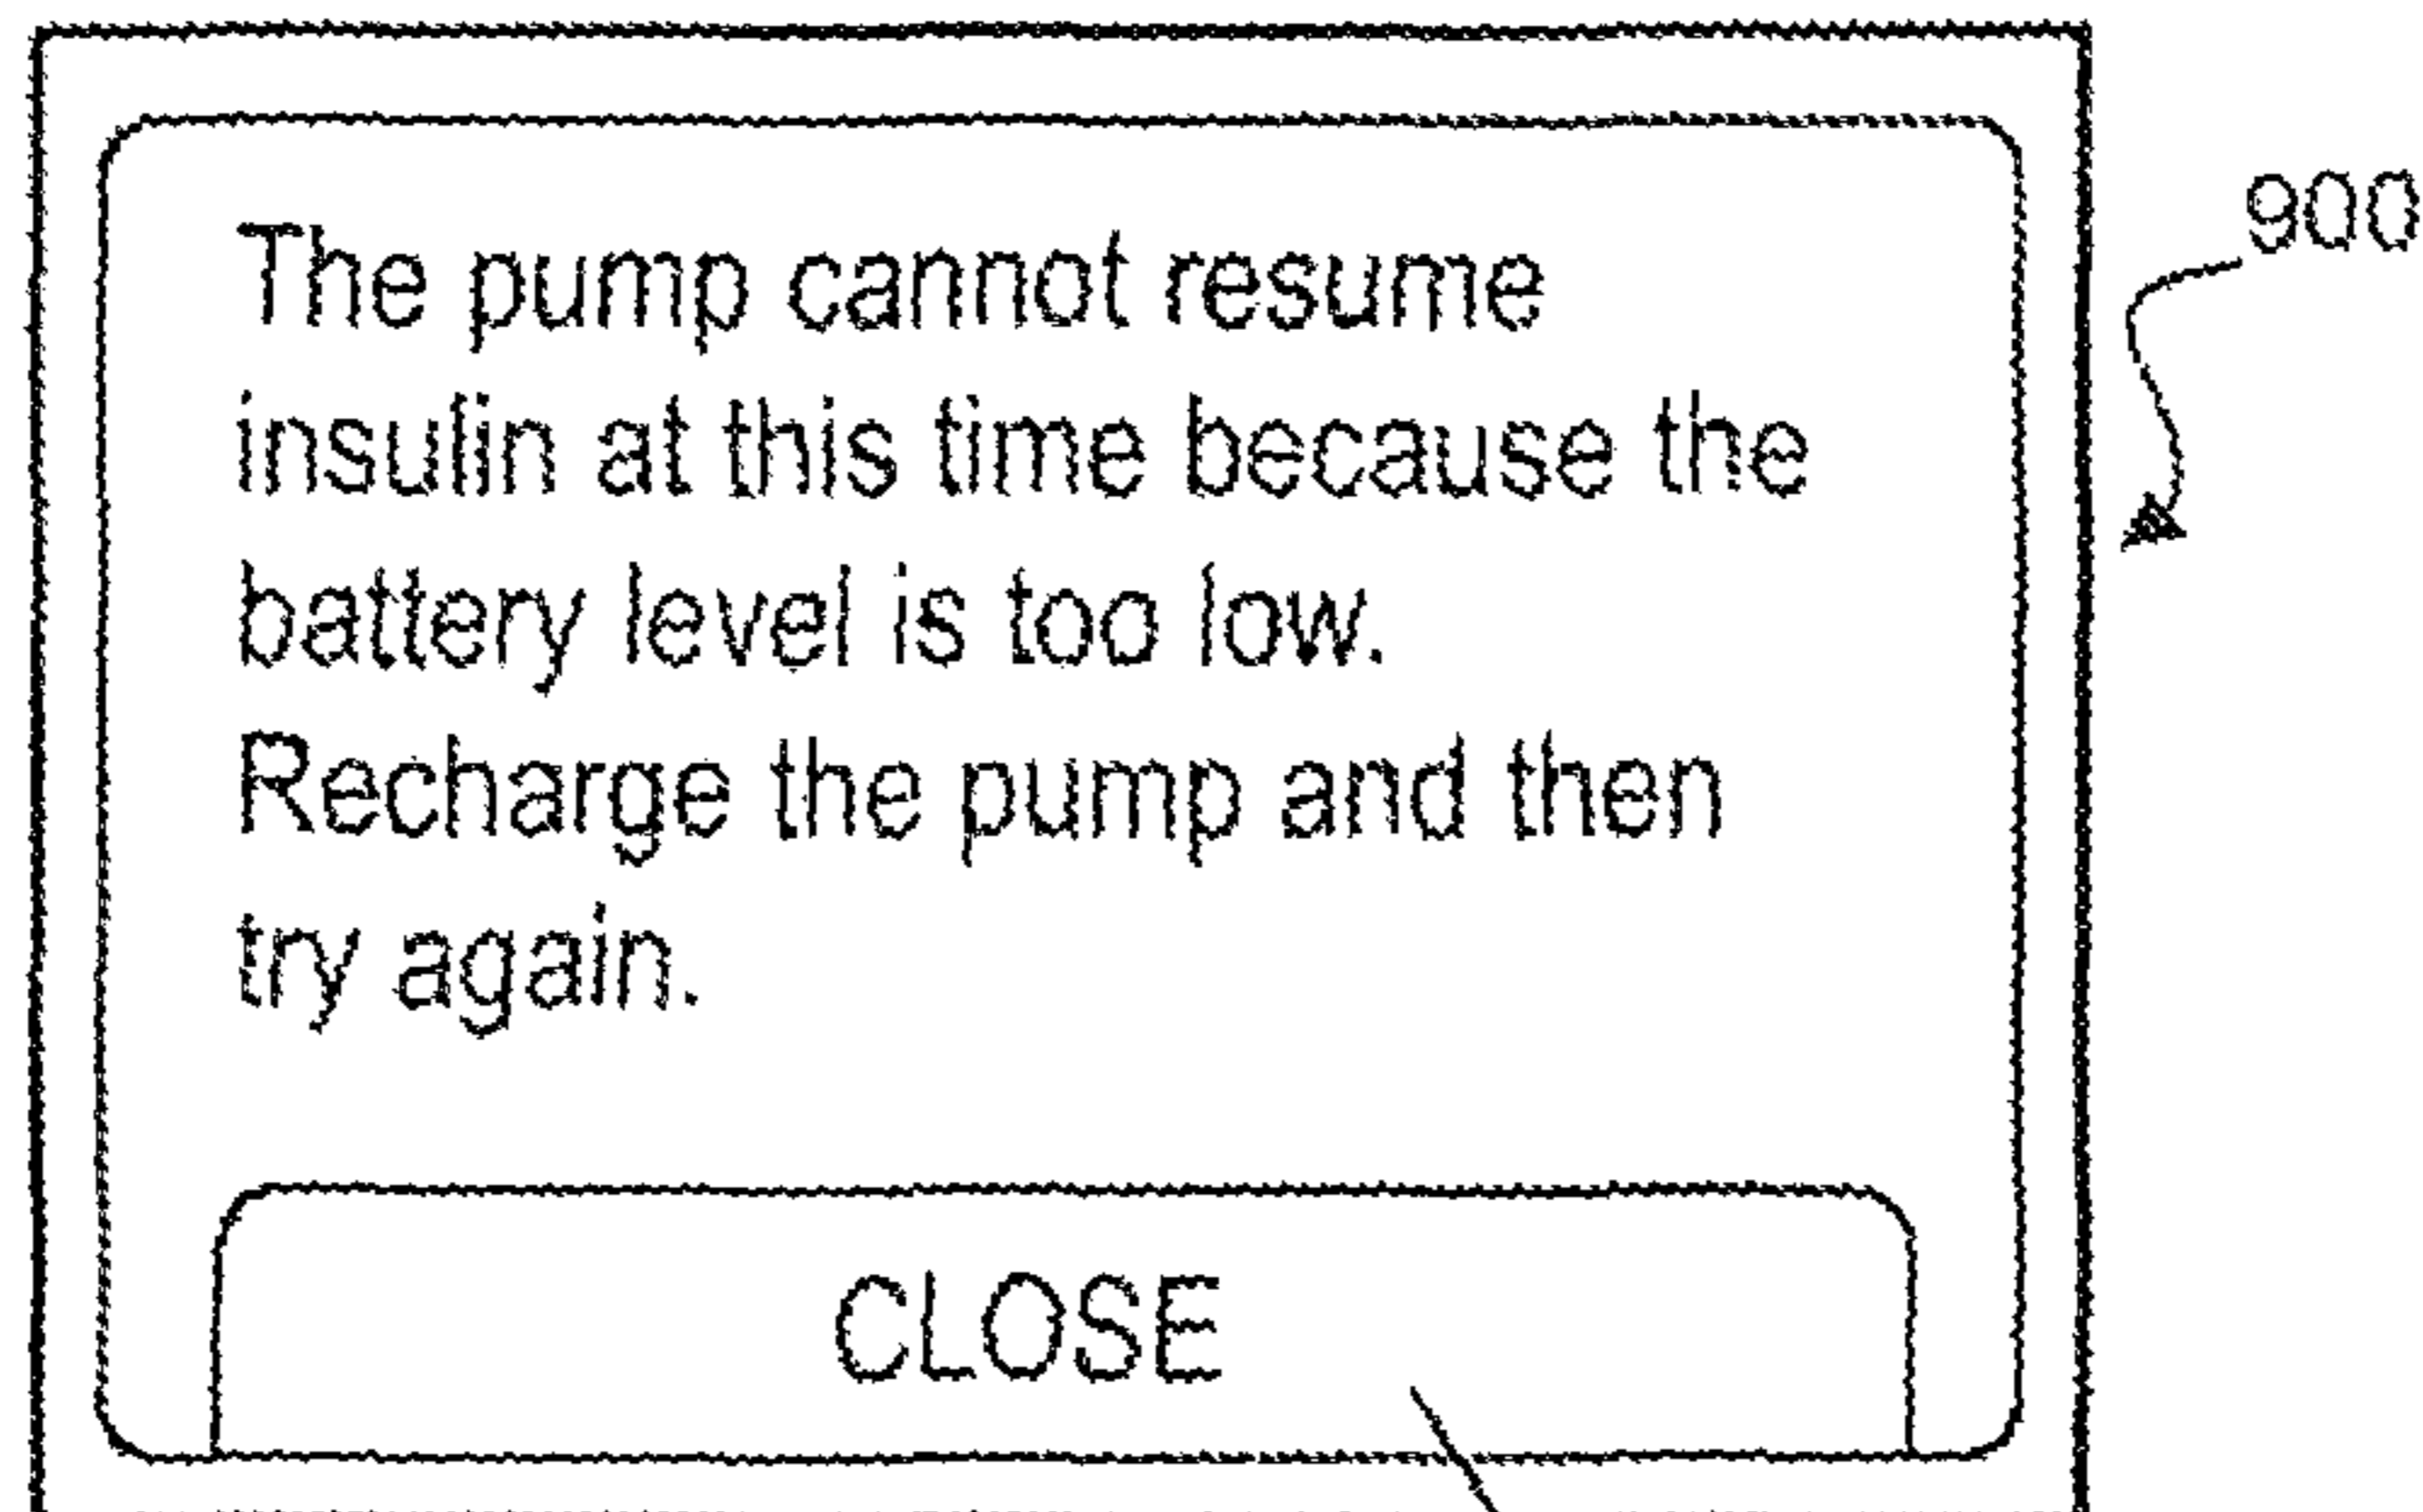 The pump cannot resume
insulin at this time because the
battery level is too low.
Recharge the pump and then
try again.
CLOSE
900